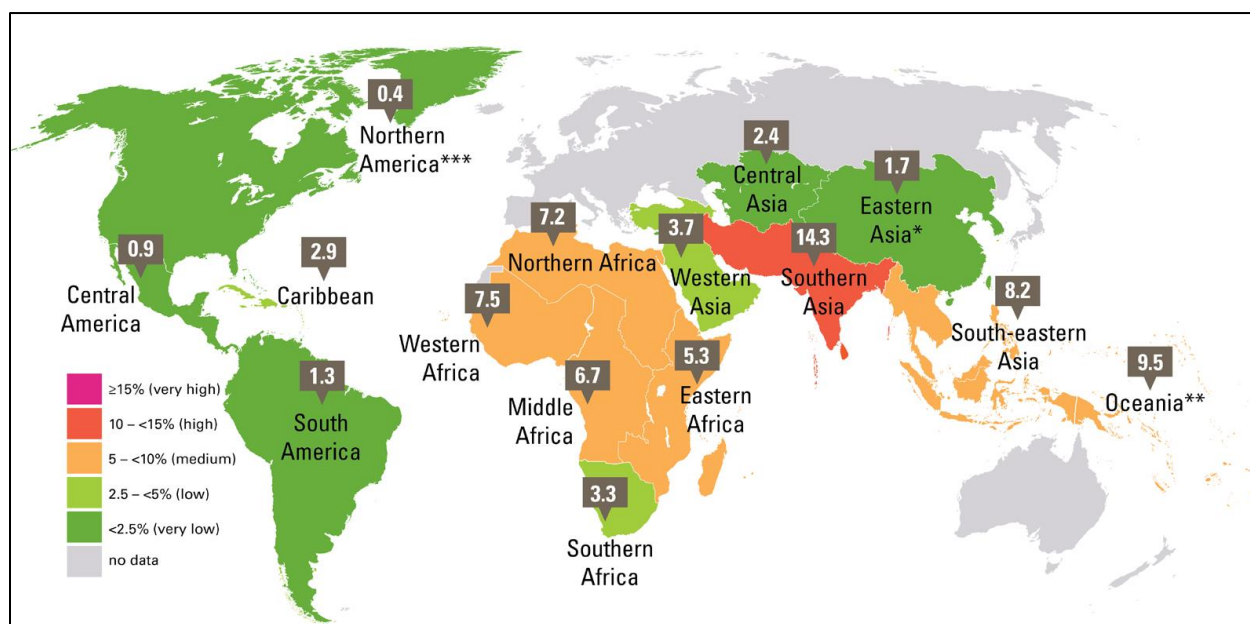 0.4
Northern
America***
0.9
Central
America
2.9
Caribbean
1.3
South
America
7.2
Northern Africa
7.5
Western
Africa
6.7
Middle
Africa
5.3
Eastern
Africa
3.3
Southern
Africa
2.4
Central
Asia
1.7
Eastern
Asia*
3.7
Western
Asia
14.3
Southern
Asia
8.2
South-eastern
Asia
9.5
Oceania**
≥15% (very high)
10 – <15% (high)
5 – <10% (medium)
2.5 – <5% (low)
<2.5% (very low)
no data